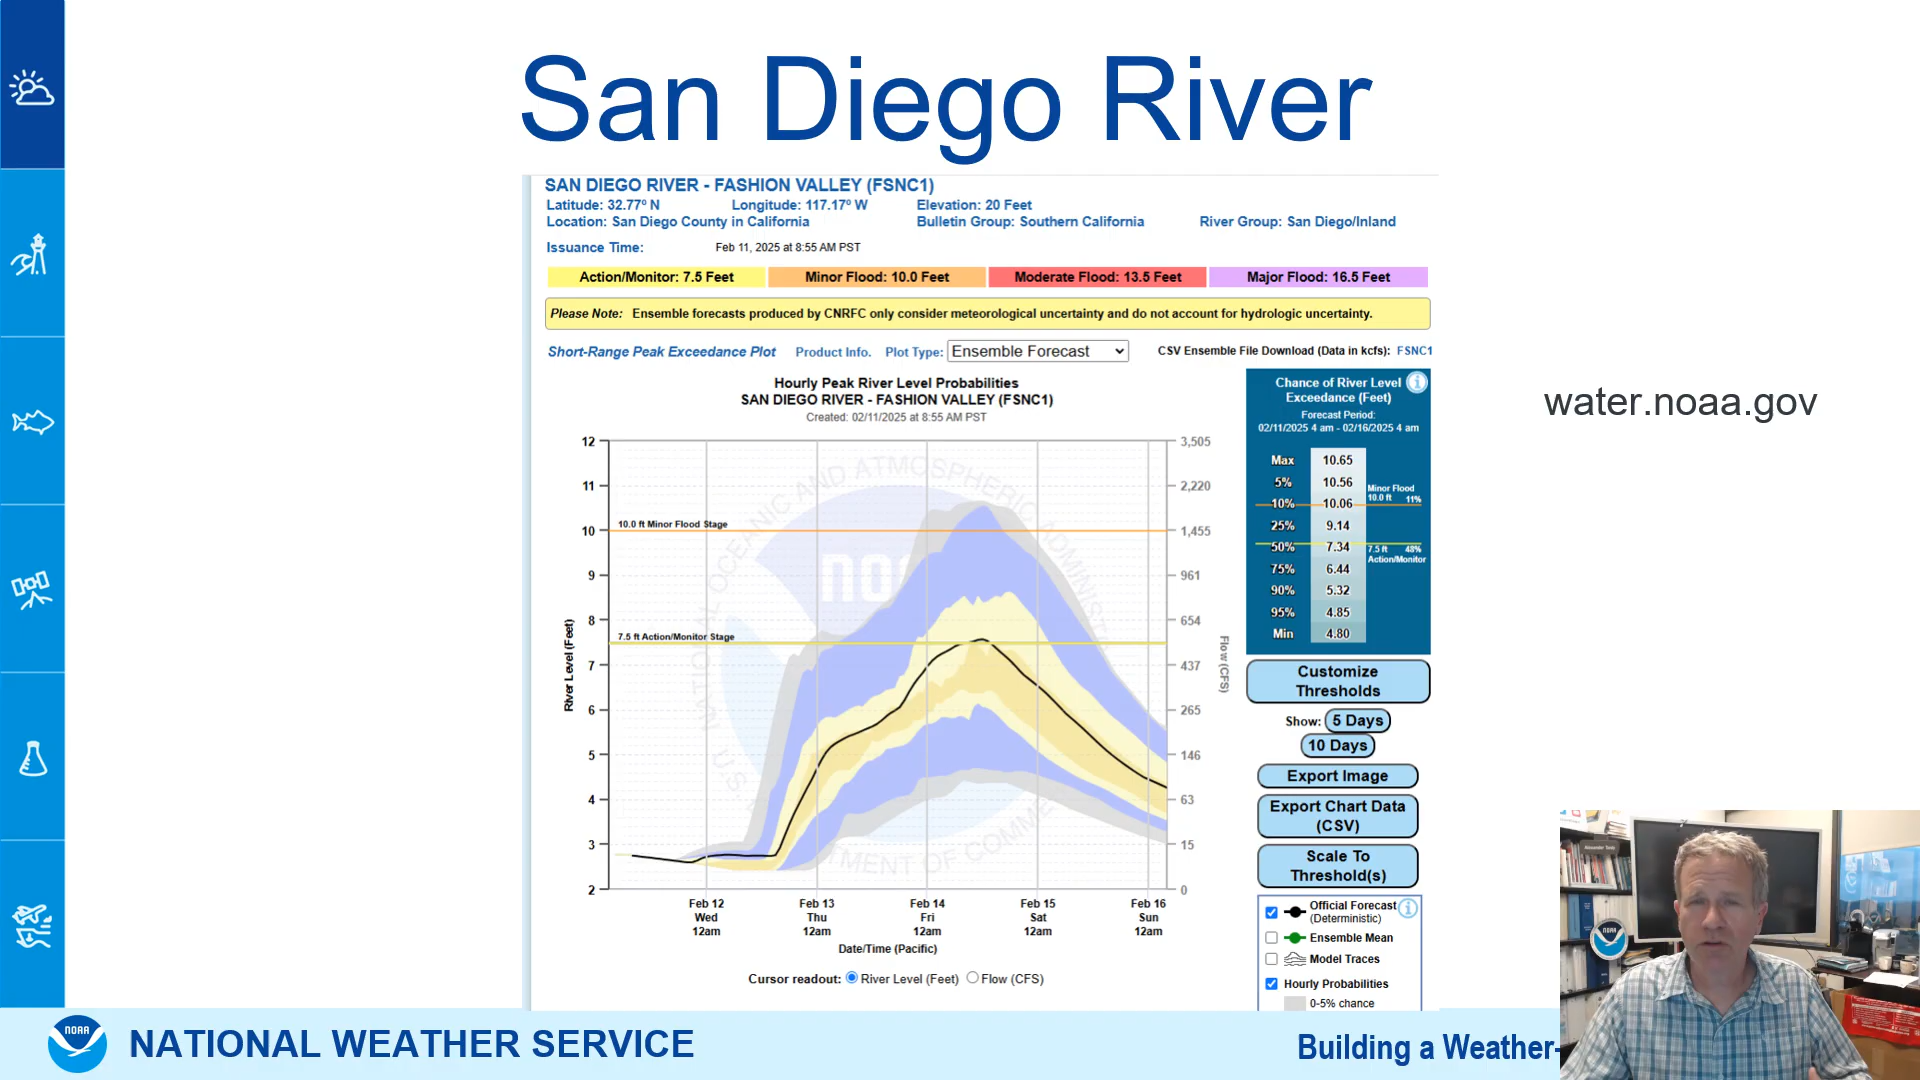 San Diego River
SAN DIEGO RIVER - FASHION VALLEY (FSNC1)
Latitude: 32.77º N Longitude: 117.17º W Elevation: 20 Feet
Location: San Diego County in California Bulletin Group: Southern California River Group: San Diego/Inland
Issuance Time: Feb 11, 2025 at 8:55 AM PST
Action/Monitor: 7.5 Feet Minor Flood: 10.0 Feet Moderate Flood: 13.5 Feet Major Flood: 16.5 Feet
Please Note: Ensemble forecasts produced by CNRFC only consider meteorological uncertainty and do not account for hydrologic uncertainty.
Short-Range Peak Exceedance Plot Product Info. Plot Type: Ensemble Forecast CSV Ensemble File Download (Data in kcfs): FSNC1
Hourly Peak River Level Probabilities
SAN DIEGO RIVER - FASHION VALLEY (FSNC1)
Created: 02/11/2025 at 8:55 AM PST
12 3,505
11 2,220
10.0 ft Minor Flood Stage
10 1,455
9 961
8 654
7.5 ft Action/Monitor Stage
7 437
6 265
5 146
4 63
3 15
2 0
River Level (Feet)
Flow (CFS)
NATIONAL OCEANIC AND ATMOSPHERIC ADMINIST
U.S.
TMENT OF COMME
Feb 12 Feb 13 Feb 14 Feb 15 Feb 16
Wed Thu Fri Sat Sun
12am 12am 12am 12am 12am
Date/Time (Pacific)
Cursor readout: River Level (Feet) Flow (CFS)
Chance of River Level
Exceedance (Feet)
Forecast Period:
02/11/2025 4 am - 02/16/2025 4 am
Max 10.65
5% 10.56
Minor Flood
10.0 ft 11%
10% 10.06
25% 9.14
50% 7.34
7.5 ft 48%
Action/Monitor
75% 6.44
90% 5.32
95% 4.85
Min 4.80
Customize
Thresholds
Show: 5 Days
10 Days
Export Image
Export Chart Data
(CSV)
Scale To
Threshold(s)
Official Forecast
(Deterministic)
Ensemble Mean
Model Traces
Hourly Probabilities
0-5% chance
water.noaa.gov
NOAA
NATIONAL WEATHER SERVICE
Building a Weather-
NOAA